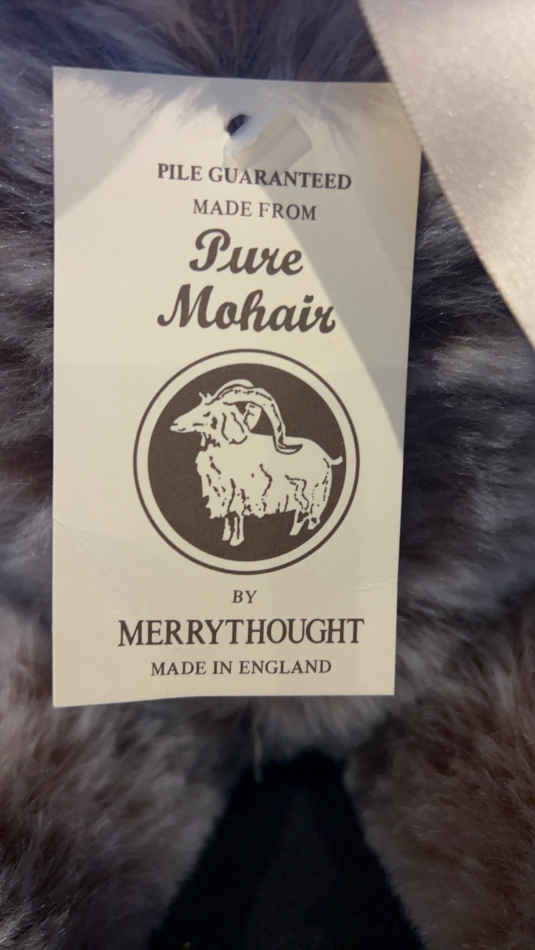 PILE GUARANTEED
MADE FROM
Pure
Mohair
BY
MERRYTHOUGHT
MADE IN ENGLAND